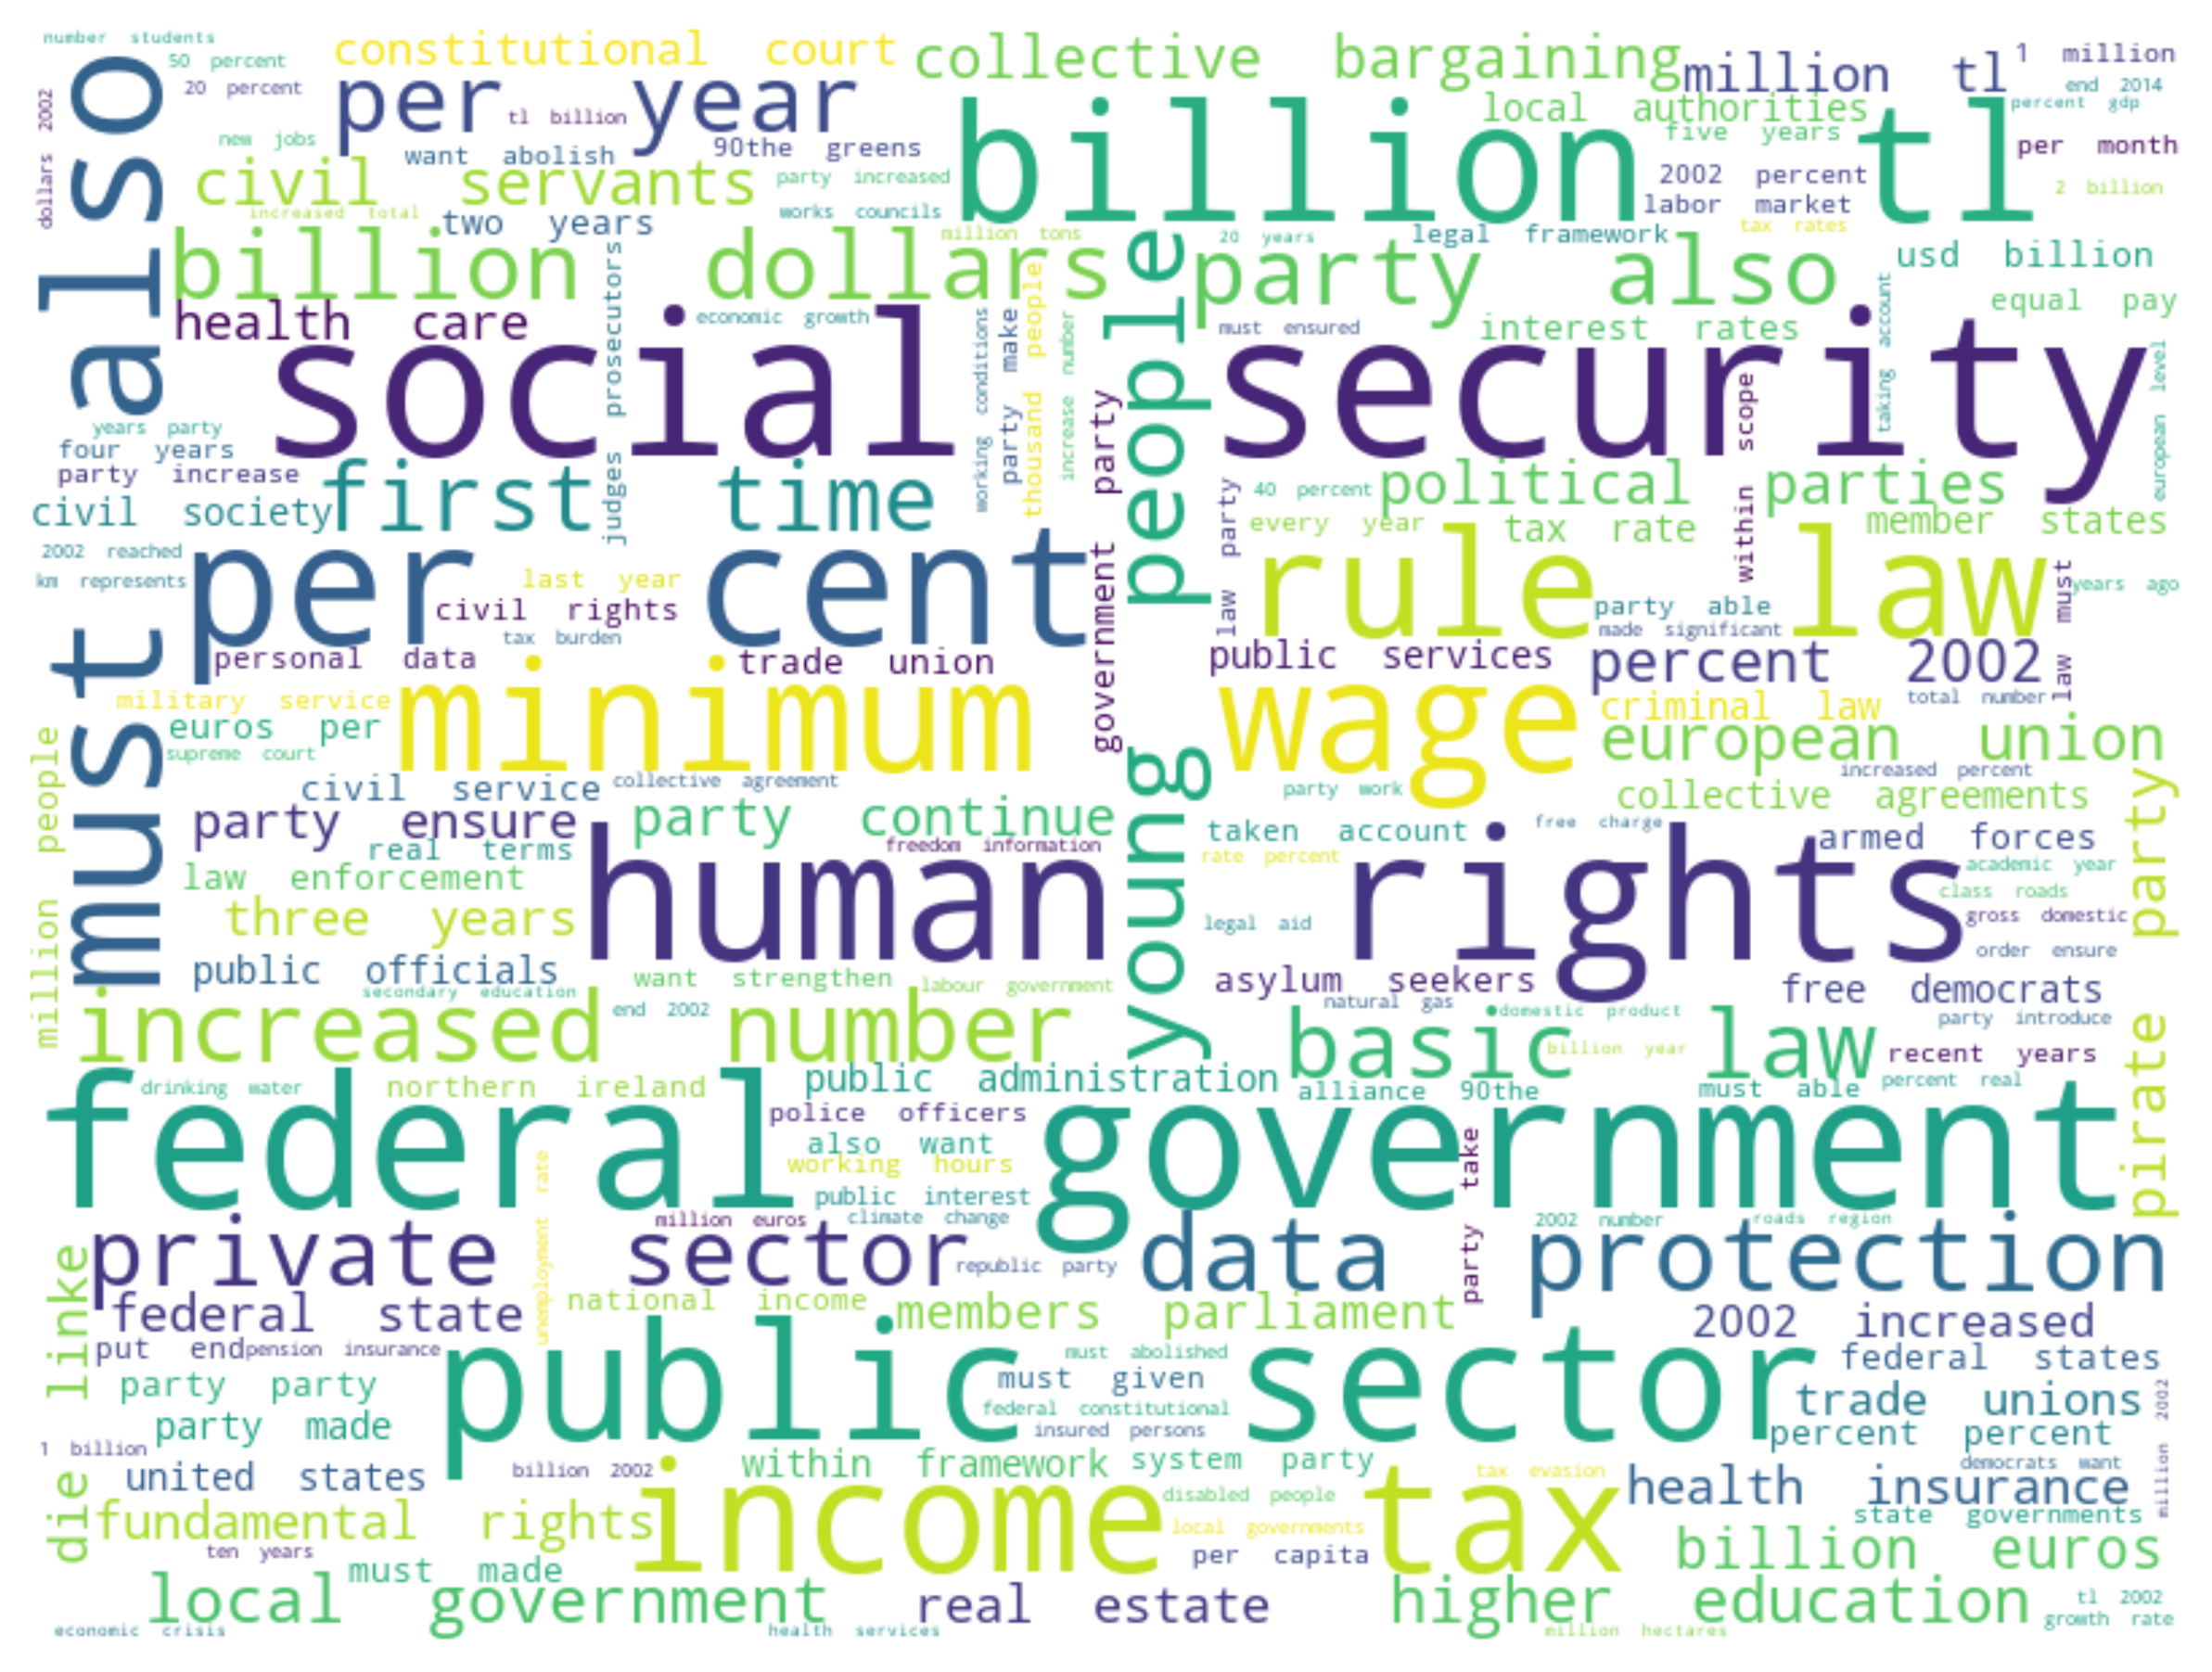 number students
50 percent
20 percent
dollars 2002
must also
constitutional court
per year
tl billion
new jobs
want abolish
90the greens
collective bargaining
million tl
1 million
end 2014
percent gdp
local authorities
billion tl
five years
per month
2002 percent
2 billion
labor market
civil servants
party increased
increased total
two years
works councils
billion dollars
million tons
20 years
legal framework
tax rates
usd billion
party also
equal pay
health care
economic growth
must ensured
interest rates
taking account
european level
social security
judges prosecutors
working conditions
party make
thousand people
increase number
government party
young people
within scope
years party
four years
party increase
civil society
first time
40 percent
political parties
law party
every year
tax rate
member states
2002 reached
km represents
per cent
last year
civil rights
tax burden
rule law
years ago
party able
made significant
law must
personal data
trade union
public services
percent 2002
military service
minimum wage
criminal law
total number
euros per
supreme court
european union
million people
civil service
collective agreement
party work
increased percent
collective agreements
party ensure
party continue
taken account
free charge
armed forces
pirate party
real terms
freedom information
rate percent
academic year
law enforcement
human rights
class roads
three years
legal aid
gross domestic
order ensure
public officials
want strengthen
labour government
asylum seekers
free democrats
secondary education
end 2002
natural gas
domestic product
party introduce
increased number
basic law
billion year
recent years
drinking water
northern ireland
public administration
alliance 90the
must able
percent real
federal government
police officers
also want
working hours
party take
unemployment rate
public interest
million euros
climate change
2002 number
roads region
private sector
republic party
data protection
die linke
federal state
national income
members parliament
2002 increased
put end
pension insurance
public sector
must abolished
federal states
party party
must given
million 2002
trade unions
federal constitutional
party made
insured persons
percent percent
1 billion
united states
billion 2002
within framework
system party
tax evasion
democrats want
health insurance
income tax
disabled people
fundamental rights
local governments
state governments
ten years
per capita
billion euros
must made
local government
real estate
higher education
tl 2002
growth rate
economic crisis
health services
million hectares